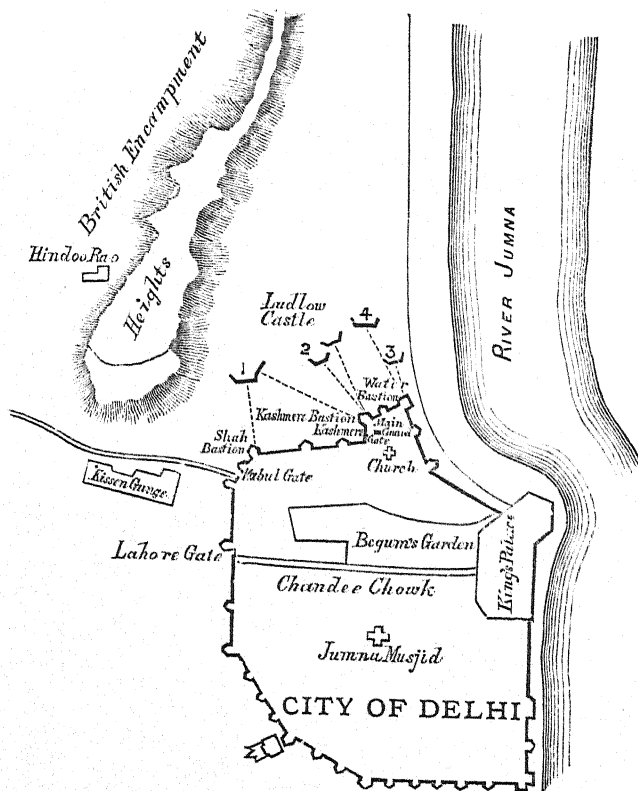 British Encampment
Hindoo Rao
Heights
RIVER JUMNA
Ludlow
Castle
4
2
3
1
Water
Bastion
Kashmere Bastion
Main
Guard
Kashmere
Gate
Shah
Bastion
Church
Kabul Gate
Kissen Gunge
Begum's Garden
King's Palace
Lahore Gate
Chandee Chowk
Jumna Musjid
CITY OF DELHI